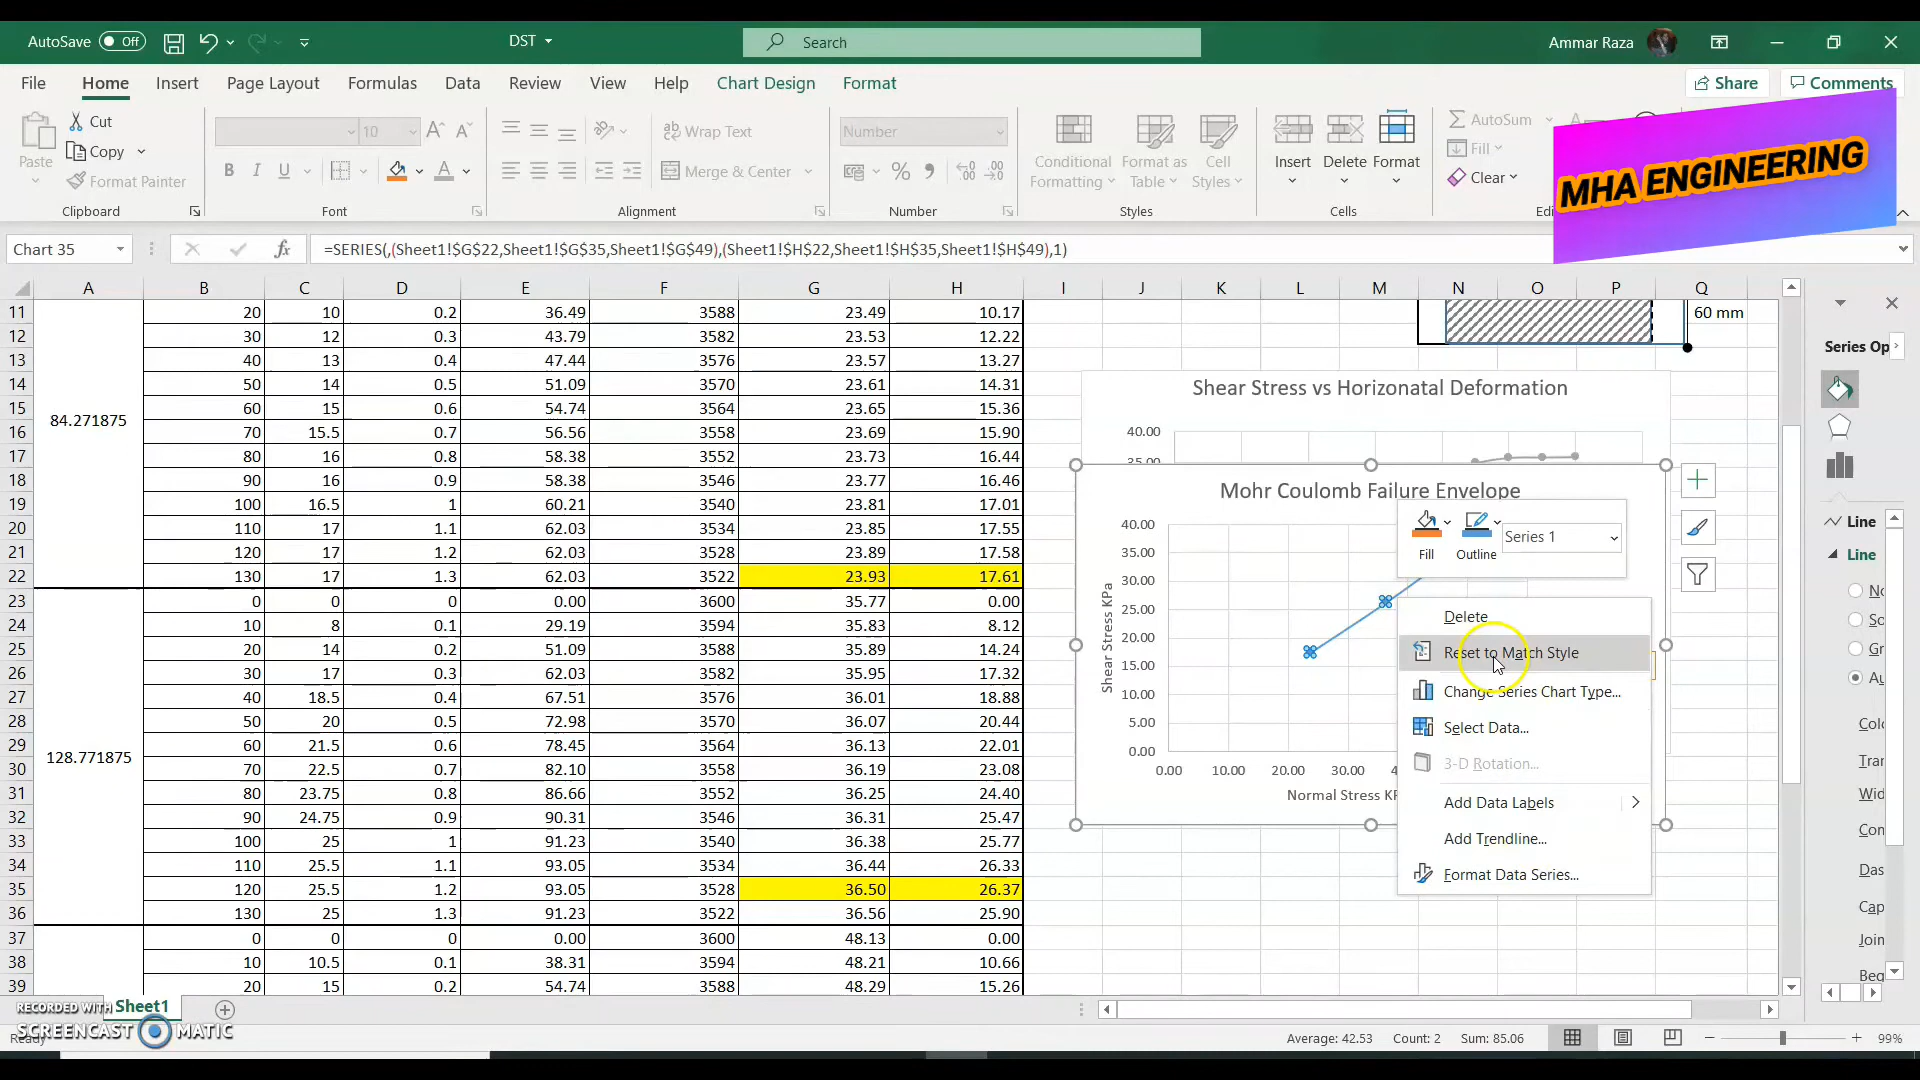 AutoSave Off DST Search Ammar Raza
File Home Insert Page Layout Formulas Data Review View Help Chart Design Format Share Comments
Paste Cut Copy Format Painter
Clipboard
10
B I U
Font
Wrap Text
Merge & Center
Alignment
Number
Number
Conditional Formatting Format as Table Cell Styles
Styles
Insert Delete Format
Cells
AutoSum
Fill
Clear
MHA ENGINEERING
Chart 35 fx =SERIES(,(Sheet1!$G$22,Sheet1!$G$35,Sheet1!$G$49),(Sheet1!$H$22,Sheet1!$H$35,Sheet1!$H$49),1)
A B C D E F G H I J K L M N O P Q
11 20 10 0.2 36.49 3588 23.49 10.17
12 30 12 0.3 43.79 3582 23.53 12.22
13 40 13 0.4 47.44 3576 23.57 13.27
14 50 14 0.5 51.09 3570 23.61 14.31
15 60 15 0.6 54.74 3564 23.65 15.36
84.271875
16 70 15.5 0.7 56.56 3558 23.69 15.90
17 80 16 0.8 58.38 3552 23.73 16.44
18 90 16 0.9 58.38 3546 23.77 16.46
19 100 16.5 1 60.21 3540 23.81 17.01
20 110 17 1.1 62.03 3534 23.85 17.55
21 120 17 1.2 62.03 3528 23.89 17.58
22 130 17 1.3 62.03 3522 23.93 17.61
23 0 0 0 0.00 3600 35.77 0.00
24 10 8 0.1 29.19 3594 35.83 8.12
25 20 14 0.2 51.09 3588 35.89 14.24
26 30 17 0.3 62.03 3582 35.95 17.32
27 40 18.5 0.4 67.51 3576 36.01 18.88
28 50 20 0.5 72.98 3570 36.07 20.44
29 60 21.5 0.6 78.45 3564 36.13 22.01
128.771875
30 70 22.5 0.7 82.10 3558 36.19 23.08
31 80 23.75 0.8 86.66 3552 36.25 24.40
32 90 24.75 0.9 90.31 3546 36.31 25.47
33 100 25 1 91.23 3540 36.38 25.77
34 110 25.5 1.1 93.05 3534 36.44 26.33
35 120 25.5 1.2 93.05 3528 36.50 26.37
36 130 25 1.3 91.23 3522 36.56 25.90
37 0 0 0 0.00 3600 48.13 0.00
38 10 10.5 0.1 38.31 3594 48.21 10.66
39 20 15 0.2 54.74 3588 48.29 15.26
60 mm
Shear Stress vs Horizonatal Deformation
40.00
35.00
Mohr Coulomb Failure Envelope
40.00
35.00
30.00
25.00
20.00
15.00
10.00
5.00
0.00
Shear Stress KPa
0.00 10.00 20.00 30.00
Normal Stress
Fill Outline Series 1
Delete
Reset to Match Style
Change Series Chart Type...
Select Data...
3-D Rotation...
Add Data Labels
Add Trendline...
Format Data Series...
Series Op
Line
Line
RECORDED WITH
SCREENCAST MATIC
Sheet1
Ready Average: 42.53 Count: 2 Sum: 85.06 99%